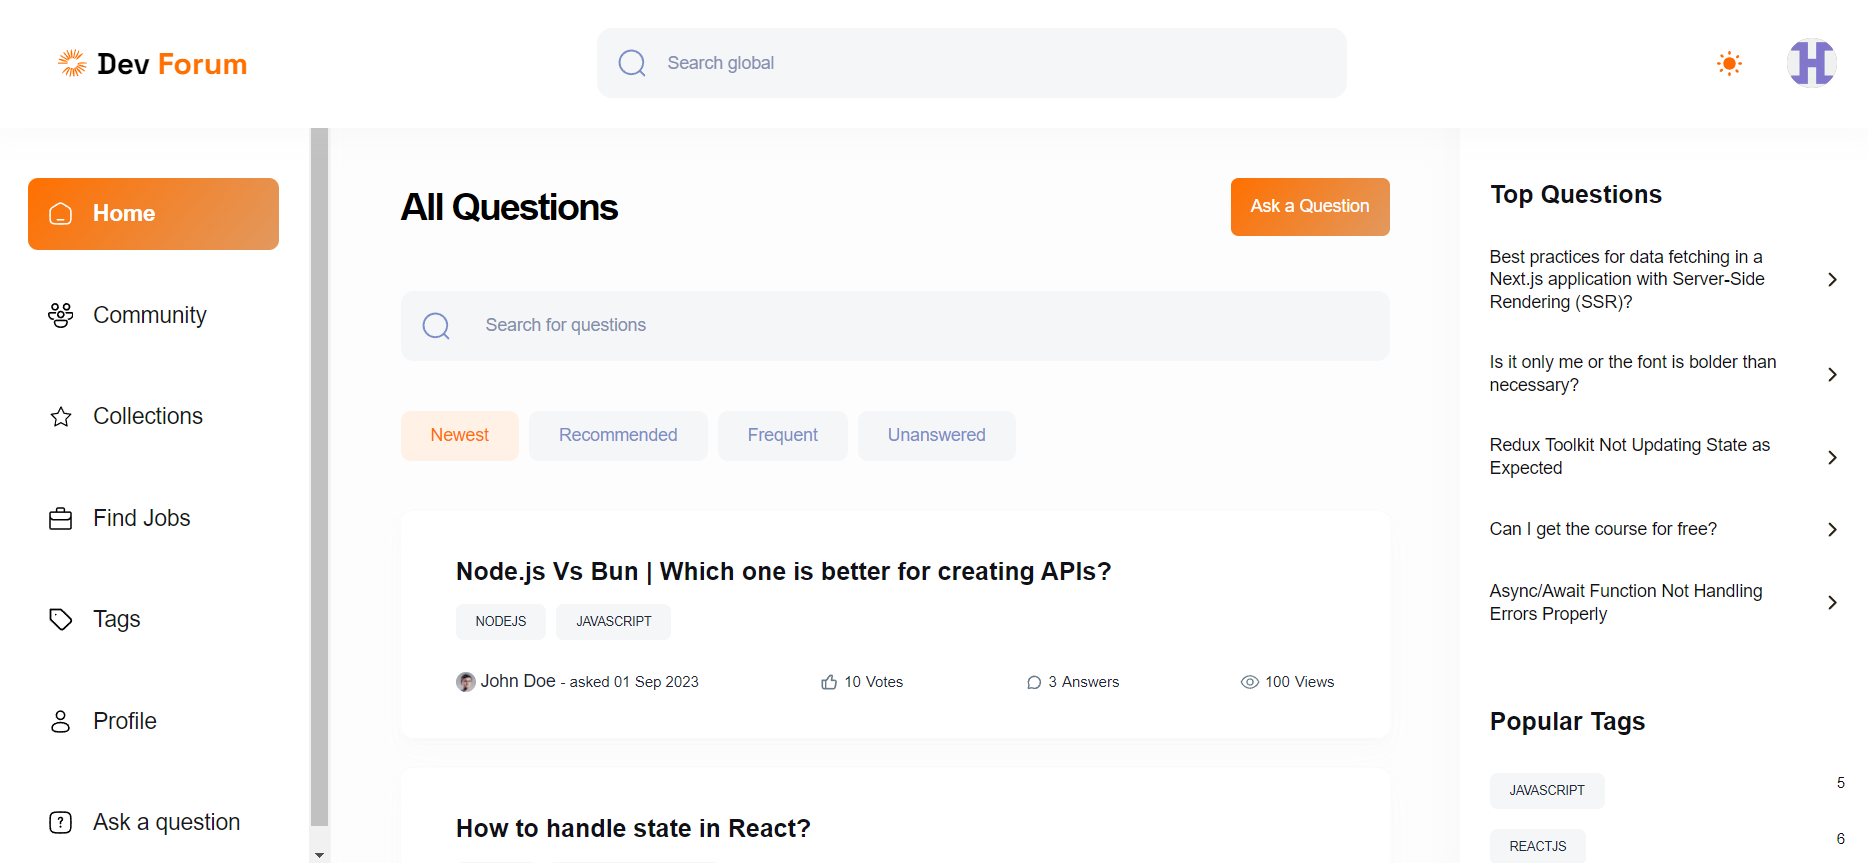 Dev Forum
Search global
Home
Community
Collections
Find Jobs
Tags
Profile
Ask a question
All Questions
Ask a Question
Search for questions
Newest
Recommended
Frequent
Unanswered
Node.js Vs Bun | Which one is better for creating APIs?
NODEJS
JAVASCRIPT
John Doe - asked 01 Sep 2023
10 Votes
3 Answers
100 Views
How to handle state in React?
Top Questions
Best practices for data fetching in a
Next.js application with Server-Side
Rendering (SSR)?
Is it only me or the font is bolder than
necessary?
Redux Toolkit Not Updating State as
Expected
Can I get the course for free?
Async/Await Function Not Handling
Errors Properly
Popular Tags
JAVASCRIPT
5
REACTJS
6